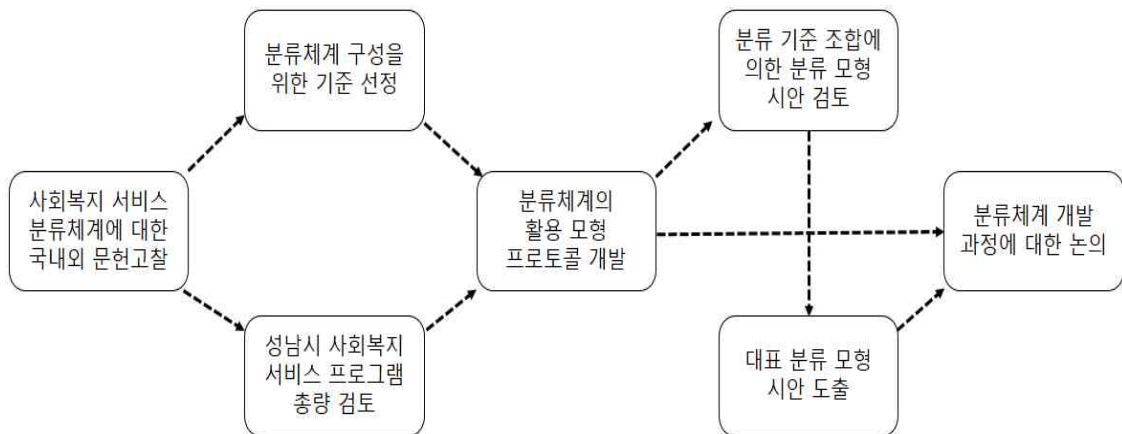 사회복지 서비스
분류체계에 대한
국내외 문헌고찰
분류체계 구성을
위한 기준 선정
성남시 사회복지
서비스 프로그램
총량 검토
분류체계의
활용 모형
프로토콜 개발
분류 기준 조합에
의한 분류 모형
시안 검토
대표 분류 모형
시안 도출
분류체계 개발
과정에 대한 논의